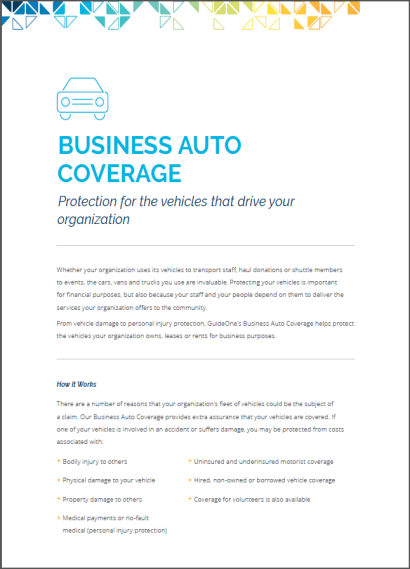 BUSINESS AUTO
COVERAGE
Protection for the vehicles that drive your
organization
Whether your organization uses its vehicles to transport staff, haul donations or shuttle members
to events, the cars, vans and trucks you use are invaluable. Protecting your vehicles is important
for financial purposes, but also because your staff and your people depend on them to deliver the
services your organization offers to the community.
From vehicle damage to personal injury protection, GuideOne's Business Auto Coverage helps protect
the vehicles your organization owns, leases or rents for business purposes.
How it Works
There are a number of reasons that your organization's fleet of vehicles could be the subject of
a claim. Our Business Auto Coverage provides extra assurance that your vehicles are covered. If
one of your vehicles is involved in an accident or suffers damage, you may be protected from costs
associated with:
+ Bodily injury to others
+ Physical damage to your vehicle
+ Property damage to others
+ Medical payments or no-fault
medical (personal injury protection)
+ Uninsured and underinsured motorist coverage
+ Hired, non-owned or borrowed vehicle coverage
+ Coverage for volunteers is also available